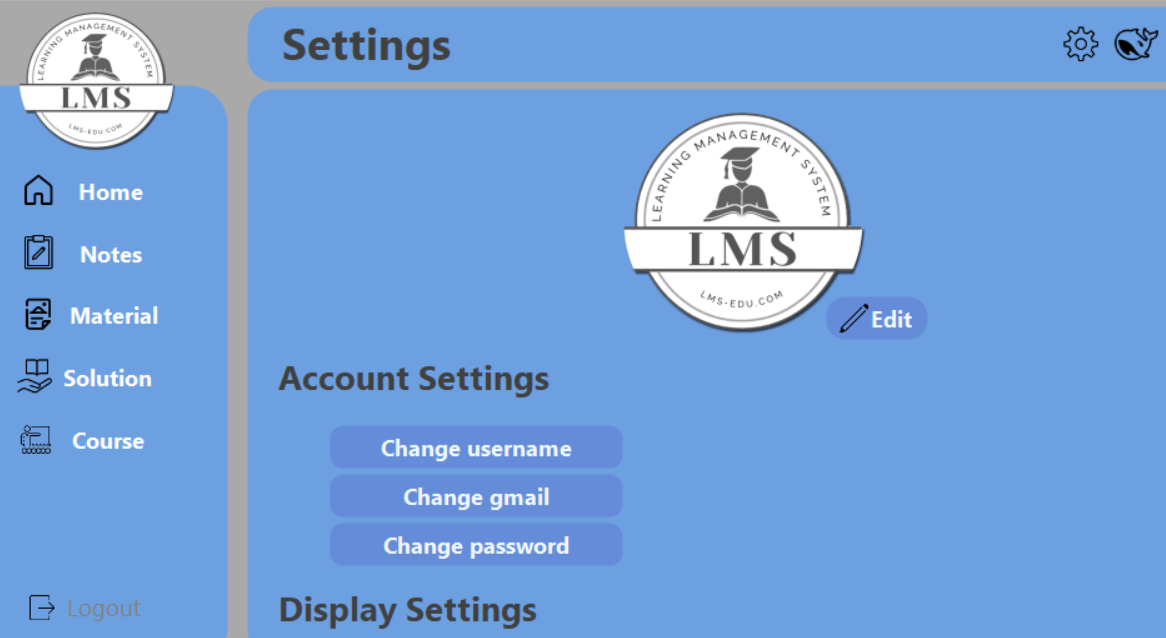 LEARNING MANAGEMENT SYSTEM
LMS
LMS-EDU.COM
Home
Notes
Material
Solution
Course
Logout
Settings
LEARNING MANAGEMENT SYSTEM
LMS
LMS-EDU.COM
Edit
Account Settings
Change username
Change gmail
Change password
Display Settings